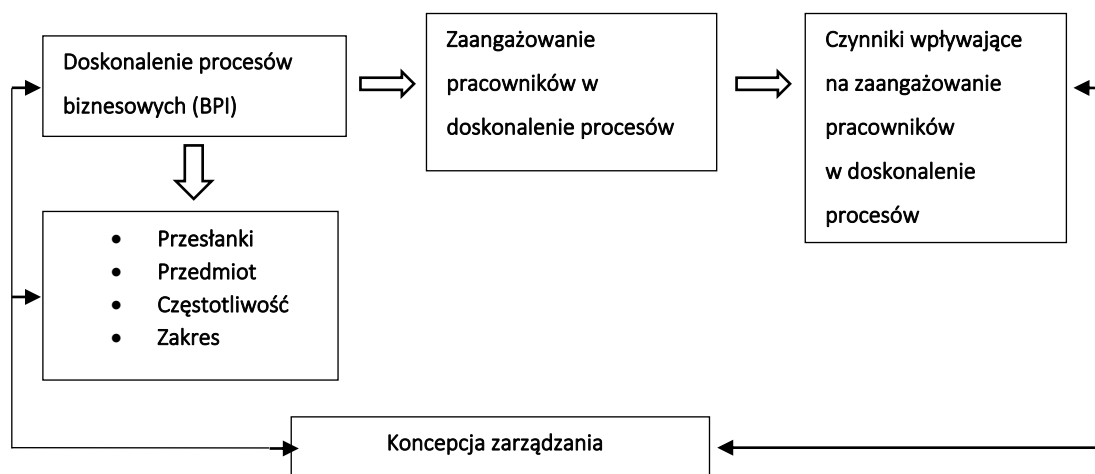 Doskonalenie procesów
biznesowych (BPI)
Zaangażowanie
pracowników w
doskonalenie procesów
Czynniki wpływające
na zaangażowanie
pracowników
w doskonalenie
procesów
• Przesłanki
• Przedmiot
• Częstotliwość
• Zakres
Koncepcja zarządzania